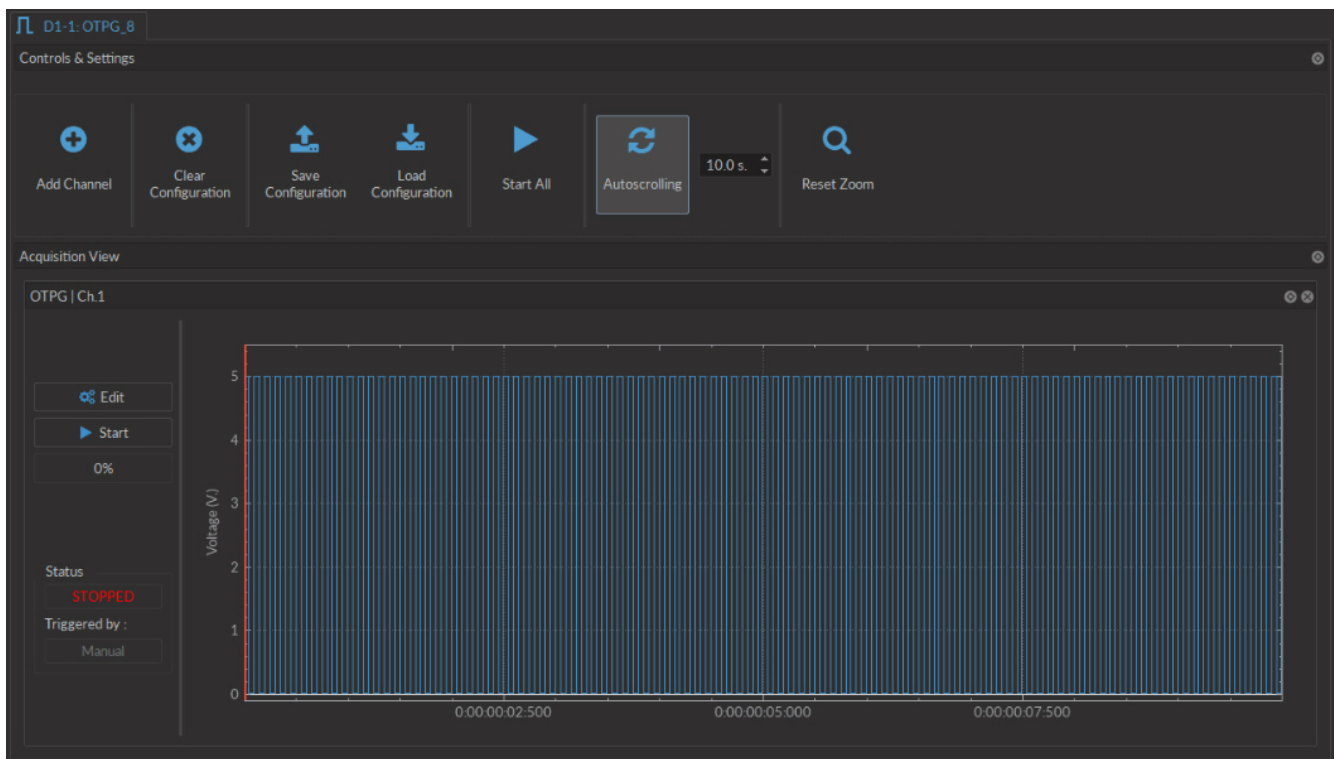 D1-1: OTPG_8
Controls & Settings
Add Channel
Clear
Configuration
Save
Configuration
Load
Configuration
Start All
Autoscrolling
10.0 s.
Reset Zoom
Acquisition View
OTPG | Ch.1
Edit
Start
0%
Status
STOPPED
Triggered by :
Manual
Voltage (V.)
5
4
3
2
1
0
0:00:00:02:500
0:00:00:05:000
0:00:00:07:500